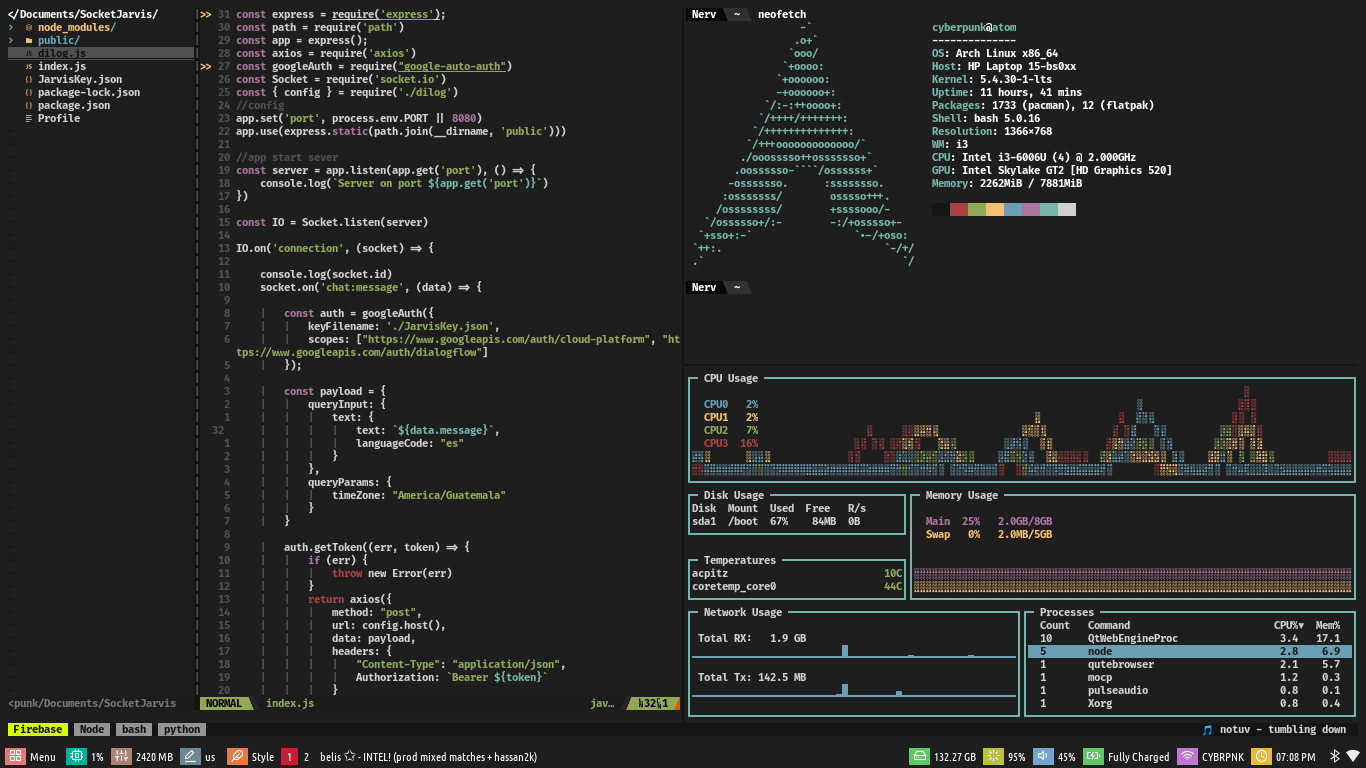 </Documents/SocketJarvis/
node_modules/
public/
dilog.js
index.js
JarvisKey.json
package-lock.json
package.json
Profile
<punk/Documents/SocketJarvis
>> 31 const express = require('express');
30 const path = require('path')
29 const app = express();
28 const axios = require('axios')
>> 27 const googleAuth = require("google-auto-auth")
26 const Socket = require('socket.io')
25 const { config } = require('./dilog')
24 //config
23 app.set('port', process.env.PORT || 8080)
22 app.use(express.static(path.join(__dirname, 'public')))
21
20 //app start sever
19 const server = app.listen(app.get('port'), () => {
18 console.log(`Server on port ${app.get('port')}`)
17 })
16
15 const IO = Socket.listen(server)
14
13 IO.on('connection', (socket) => {
12
11 console.log(socket.id)
10 socket.on('chat:message', (data) => {
9
8 const auth = googleAuth({
7 keyFilename: './JarvisKey.json',
6 scopes: ["https://www.googleapis.com/auth/cloud-platform", "ht
tps://www.googleapis.com/auth/dialogflow"]
5 });
4
3 const payload = {
2 queryInput: {
1 text: {
32 text: `${data.message}`,
1 languageCode: "es"
2 }
3 },
4 queryParams: {
5 timeZone: "America/Guatemala"
6 }
7 }
8
9 auth.getToken((err, token) => {
10 if (err) {
11 throw new Error(err)
12 }
13 return axios({
14 method: "post",
15 url: config.host(),
16 data: payload,
17 headers: {
18 "Content-Type": "application/json",
19 Authorization: `Bearer ${token}`
20 }
NORMAL index.js jav… 32 1
Nerv ~ neofetch
cyberpunk@atom
--------------
OS: Arch Linux x86_64
Host: HP Laptop 15-bs0xx
Kernel: 5.4.30-1-lts
Uptime: 11 hours, 41 mins
Packages: 1733 (pacman), 12 (flatpak)
Shell: bash 5.0.16
Resolution: 1366x768
WM: i3
CPU: Intel i3-6006U (4) @ 2.000GHz
GPU: Intel Skylake GT2 [HD Graphics 520]
Memory: 2262MiB / 7881MiB
Nerv ~
CPU Usage
CPU0 2%
CPU1 2%
CPU2 7%
CPU3 16%
Disk Usage
Disk Mount Used Free R/s
sda1 /boot 67% 84MB 0B
Memory Usage
Main 25% 2.0GB/8GB
Swap 0% 2.0MB/5GB
Temperatures
acpitz 10C
coretemp_core0 44C
Network Usage
Total RX: 1.9 GB
Total Tx: 142.5 MB
Processes
Count Command CPU%▼ Mem%
10 QtWebEngineProc 3.4 17.1
5 node 2.8 6.9
1 qutebrowser 2.1 5.7
1 mocp 1.2 0.3
1 pulseaudio 0.8 0.1
1 Xorg 0.8 0.4
Firebase Node bash python
notuv - tumbling down
Menu 1% 2420 MB us Style 1 2 belis ☆ - INTEL! (prod mixed matches + hassan2k) 132.27 GB 95% 45% Fully Charged CYBRPNK 07:08 PM